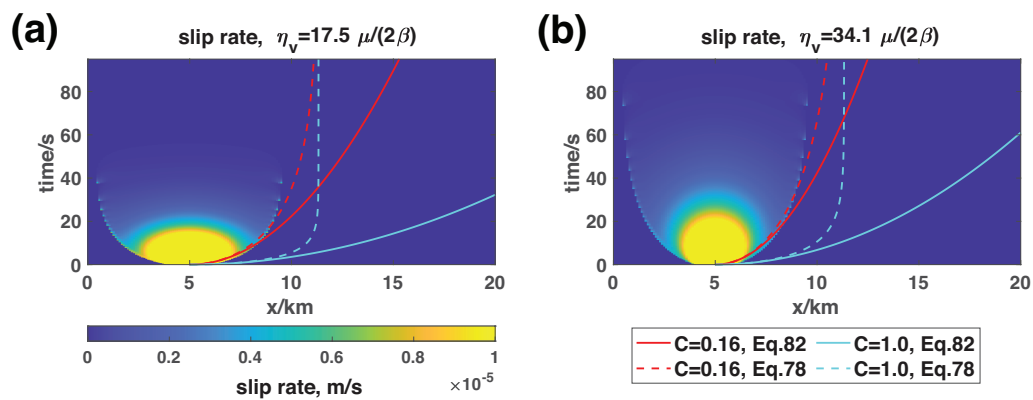 (a)
slip rate, ηv=17.5 μ/(2β)
time/s
80
60
40
20
0
0 5 10 15 20
x/km
0 0.2 0.4 0.6 0.8 1
×10-5
slip rate, m/s
(b)
slip rate, ηv=34.1 μ/(2β)
time/s
80
60
40
20
0
0 5 10 15 20
x/km
C=0.16, Eq.82 C=1.0, Eq.82
C=0.16, Eq.78 C=1.0, Eq.78